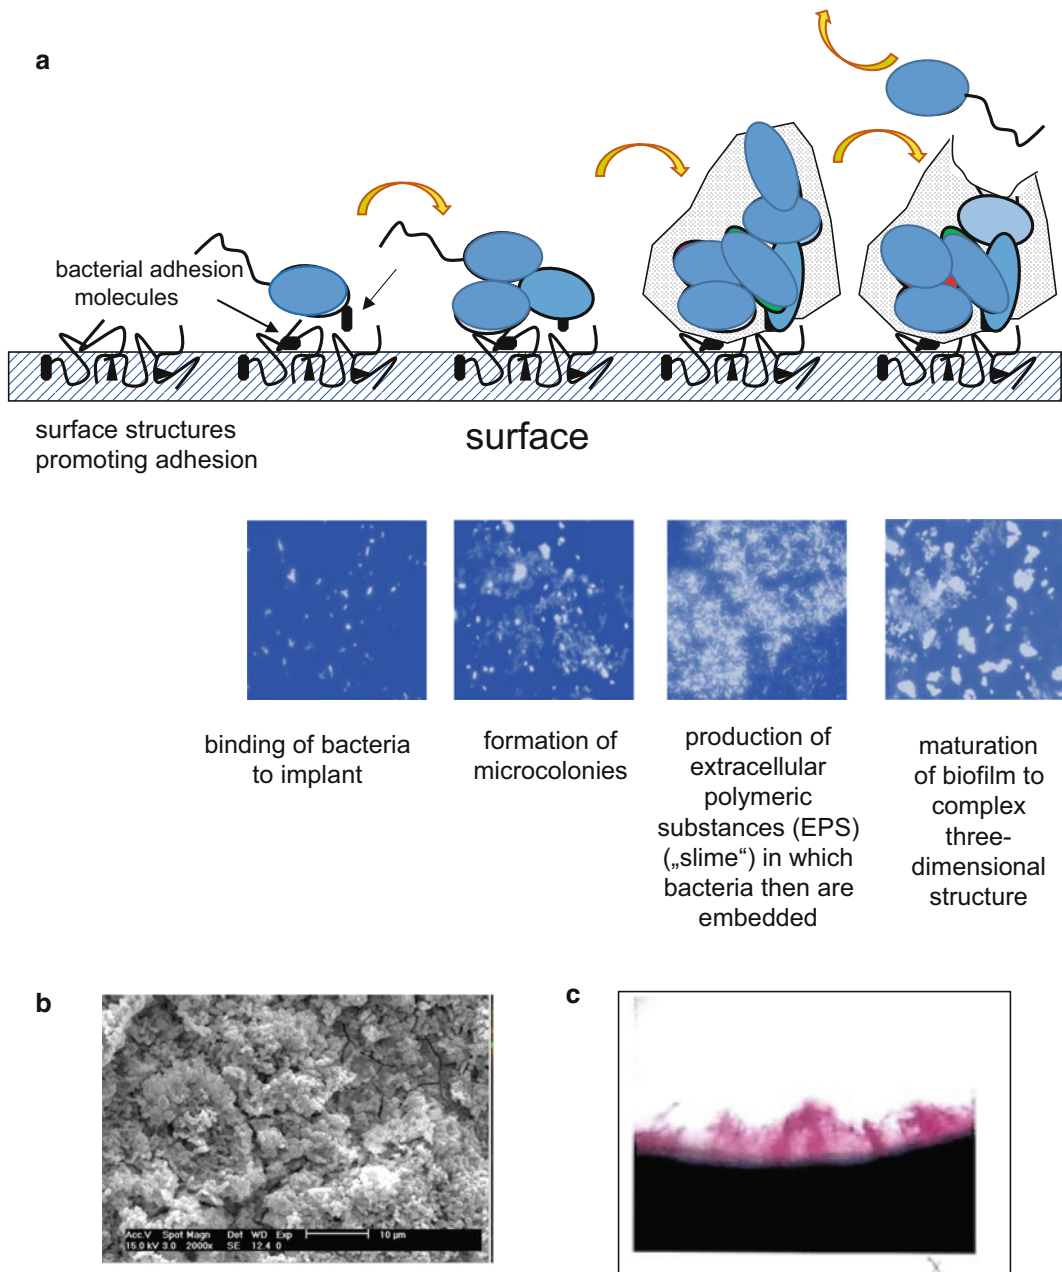 a
bacterial adhesion
molecules
surface structures
promoting adhesion
surface
binding of bacteria
to implant
formation of
microcolonies
production of
extracellular
polymeric
substances (EPS)
(„slime“) in which
bacteria then are
embedded
maturation
of biofilm to
complex
three-
dimensional
structure
b
Acc.V Spot Magn Det WD Exp
15.0 kV 3.0 2000x SE 12.4 0
10 µm
c